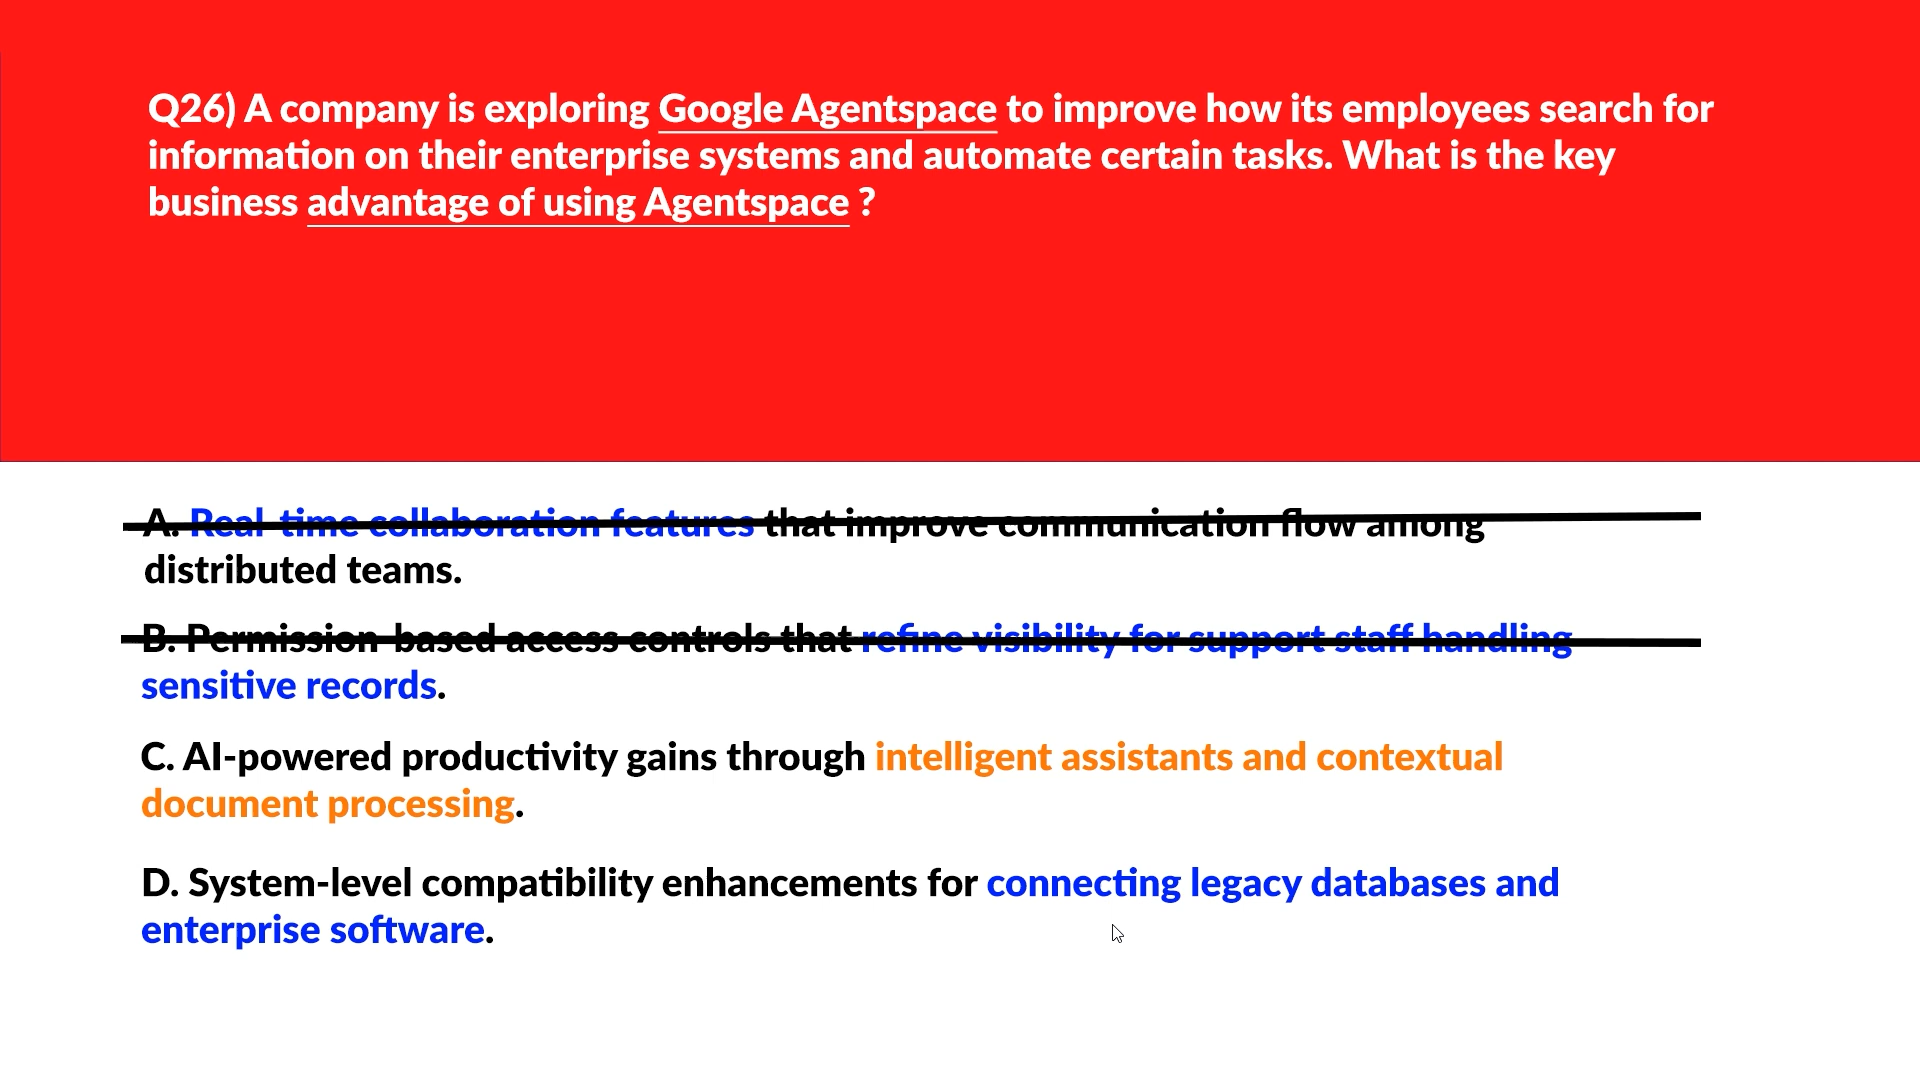 Q26) A company is exploring Google Agentspace to improve how its employees search for
information on their enterprise systems and automate certain tasks. What is the key
business advantage of using Agentspace ?
A. Real-time collaboration features that improve communication flow among
distributed teams.
B. Permission-based access controls that refine visibility for support staff handling
sensitive records.
C. AI-powered productivity gains through intelligent assistants and contextual
document processing.
D. System-level compatibility enhancements for connecting legacy databases and
enterprise software.